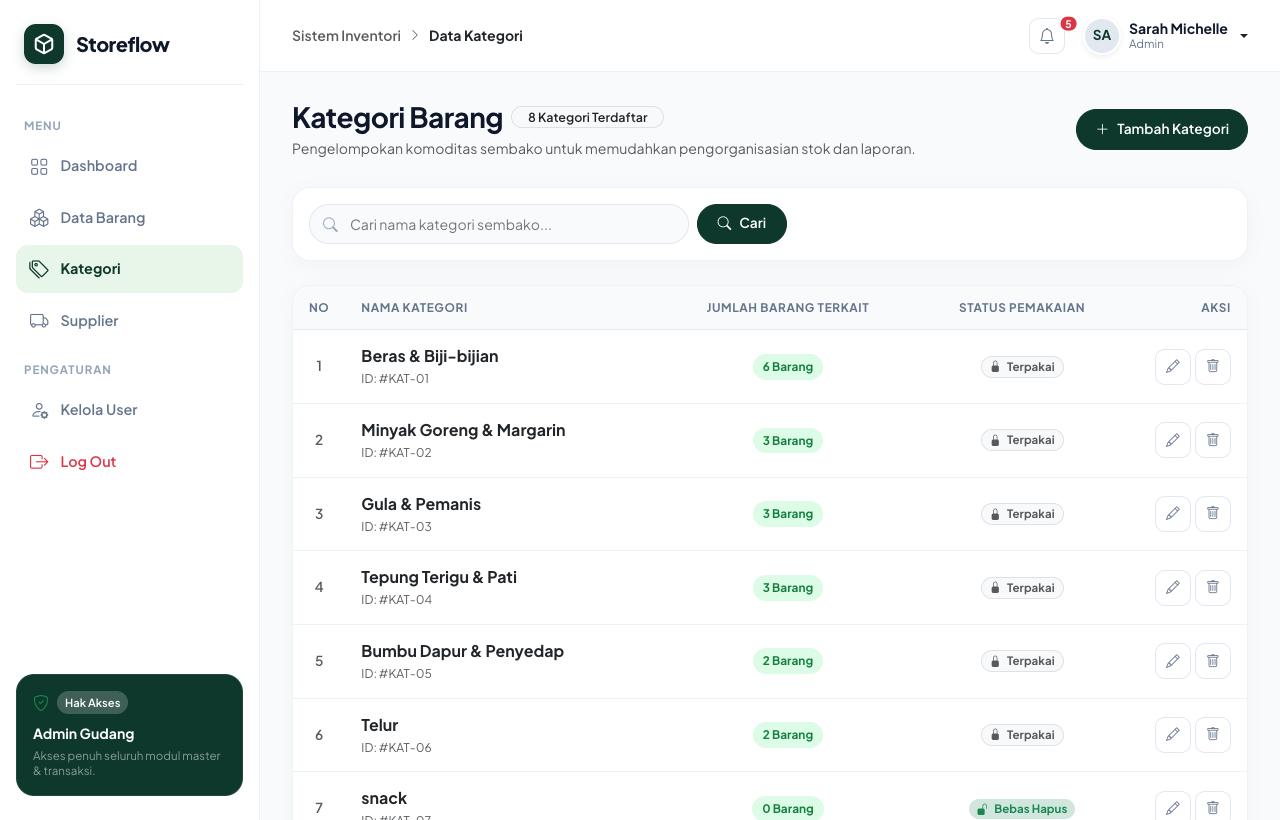 Storeflow
MENU
Dashboard
Data Barang
Kategori
Supplier
PENGATURAN
Kelola User
Log Out
Hak Akses
Admin Gudang
Akses penuh seluruh modul master
& transaksi.
Sistem Inventori > Data Kategori
5
SA
Sarah Michelle
Admin
Kategori Barang 8 Kategori Terdaftar
Pengelompokan komoditas sembako untuk memudahkan pengorganisasian stok dan laporan.
+ Tambah Kategori
Cari nama kategori sembako...
Cari
NO NAMA KATEGORI JUMLAH BARANG TERKAIT STATUS PEMAKAIAN AKSI
1 Beras & Biji-bijian 6 Barang Terpakai
ID: #KAT-01
2 Minyak Goreng & Margarin 3 Barang Terpakai
ID: #KAT-02
3 Gula & Pemanis 3 Barang Terpakai
ID: #KAT-03
4 Tepung Terigu & Pati 3 Barang Terpakai
ID: #KAT-04
5 Bumbu Dapur & Penyedap 2 Barang Terpakai
ID: #KAT-05
6 Telur 2 Barang Terpakai
ID: #KAT-06
7 snack 0 Barang Bebas Hapus
ID: #KAT-07